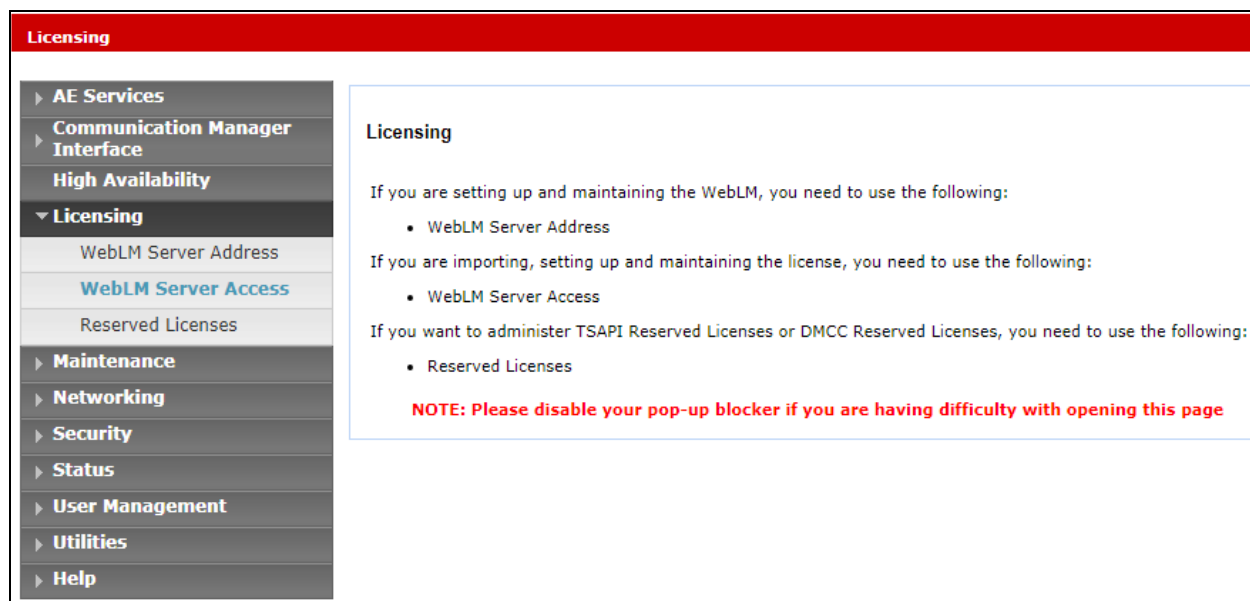 Licensing
AE Services
Communication Manager
Interface
High Availability
Licensing
WebLM Server Address
WebLM Server Access
Reserved Licenses
Maintenance
Networking
Security
Status
User Management
Utilities
Help
Licensing
If you are setting up and maintaining the WebLM, you need to use the following:
• WebLM Server Address
If you are importing, setting up and maintaining the license, you need to use the following:
• WebLM Server Access
If you want to administer TSAPI Reserved Licenses or DMCC Reserved Licenses, you need to use the following:
• Reserved Licenses
NOTE: Please disable your pop-up blocker if you are having difficulty with opening this page